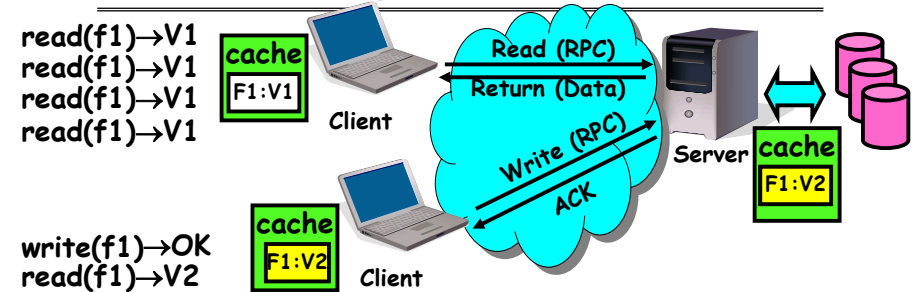 read(f1)→V1
read(f1)→V1
read(f1)→V1
read(f1)→V1
cache
F1:V1
Client
Read (RPC)
Return (Data)
Write (RPC)
ACK
Server
cache
F1:V2
write(f1)→OK
read(f1)→V2
cache
F1:V2
Client